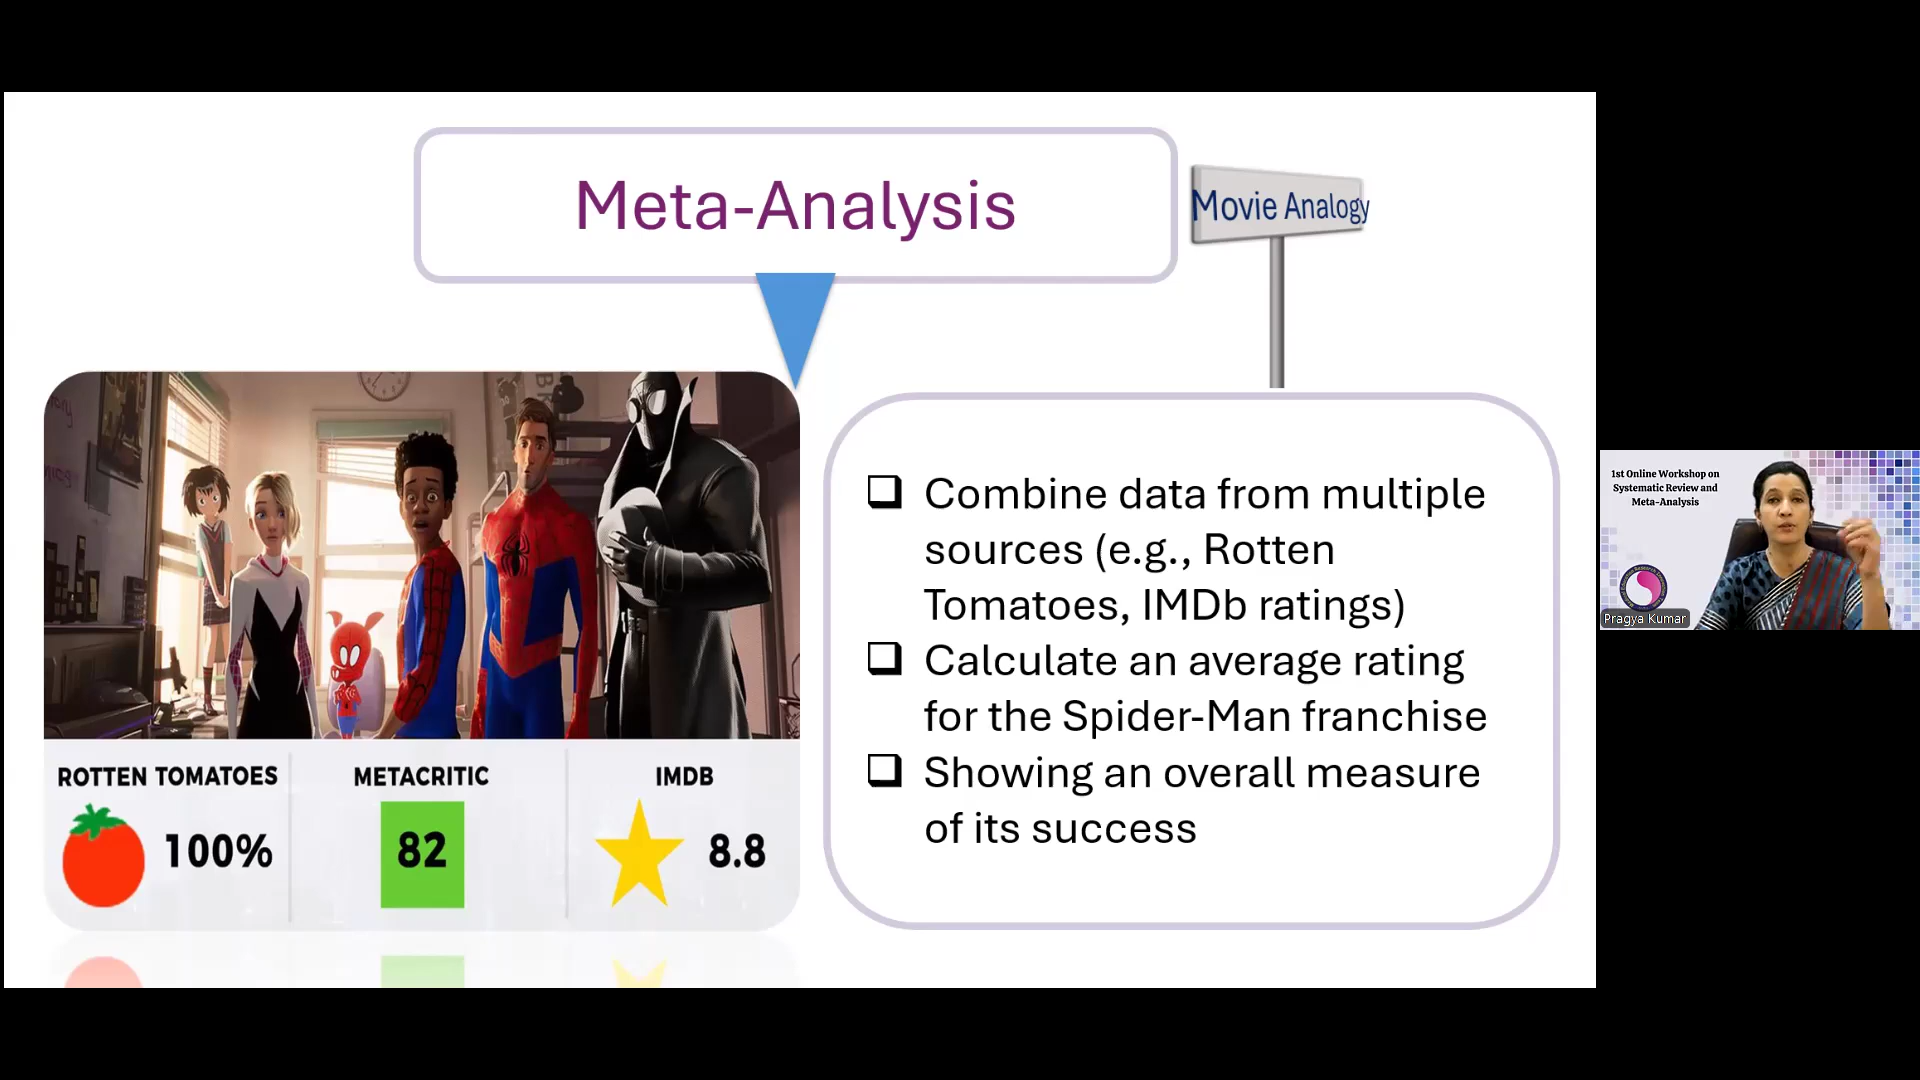 Meta-Analysis
Movie Analogy
❑ Combine data from multiple
sources (e.g., Rotten
Tomatoes, IMDb ratings)
❑ Calculate an average rating
for the Spider-Man franchise
❑ Showing an overall measure
of its success
ROTTEN TOMATOES
METACRITIC
IMDB
100%
82
8.8
1st Online Workshop on
Systematic Review and
Meta-Analysis
Pragya Kumar